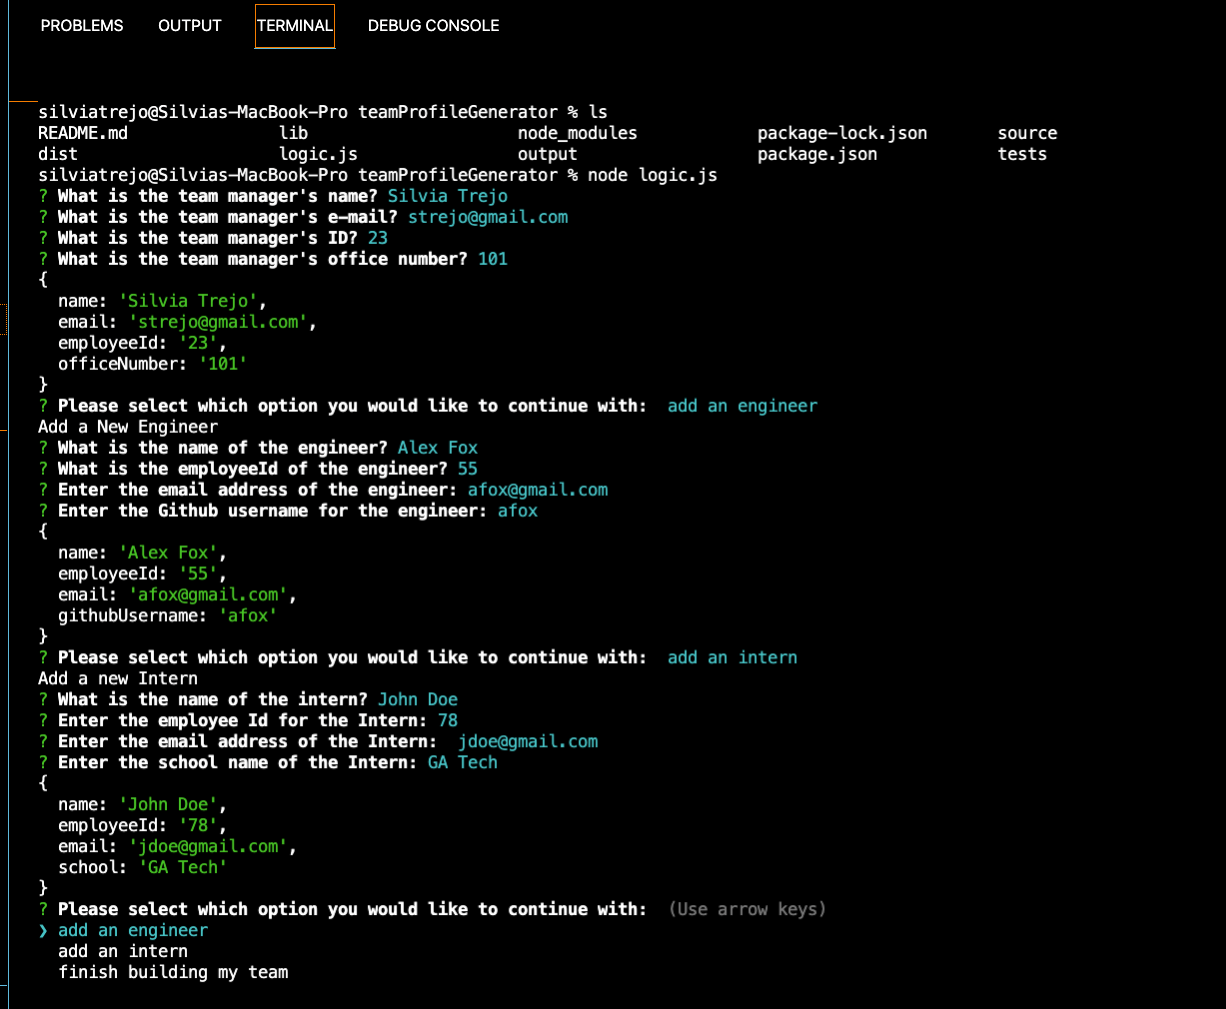 PROBLEMS OUTPUT TERMINAL DEBUG CONSOLE
silviatrejo@Silvias-MacBook-Pro teamProfileGenerator % ls
README.md lib node_modules package-lock.json source
dist logic.js output package.json tests
silviatrejo@Silvias-MacBook-Pro teamProfileGenerator % node logic.js
? What is the team manager's name? Silvia Trejo
? What is the team manager's e-mail? strejo@gmail.com
? What is the team manager's ID? 23
? What is the team manager's office number? 101
{
  name: 'Silvia Trejo',
  email: 'strejo@gmail.com',
  employeeId: '23',
  officeNumber: '101'
}
? Please select which option you would like to continue with:  add an engineer
Add a New Engineer
? What is the name of the engineer? Alex Fox
? What is the employeeId of the engineer? 55
? Enter the email address of the engineer: afox@gmail.com
? Enter the Github username for the engineer: afox
{
  name: 'Alex Fox',
  employeeId: '55',
  email: 'afox@gmail.com',
  githubUsername: 'afox'
}
? Please select which option you would like to continue with:  add an intern
Add a new Intern
? What is the name of the intern? John Doe
? Enter the employee Id for the Intern: 78
? Enter the email address of the Intern:  jdoe@gmail.com
? Enter the school name of the Intern: GA Tech
{
  name: 'John Doe',
  employeeId: '78',
  email: 'jdoe@gmail.com',
  school: 'GA Tech'
}
? Please select which option you would like to continue with:  (Use arrow keys)
❯ add an engineer
  add an intern
  finish building my team